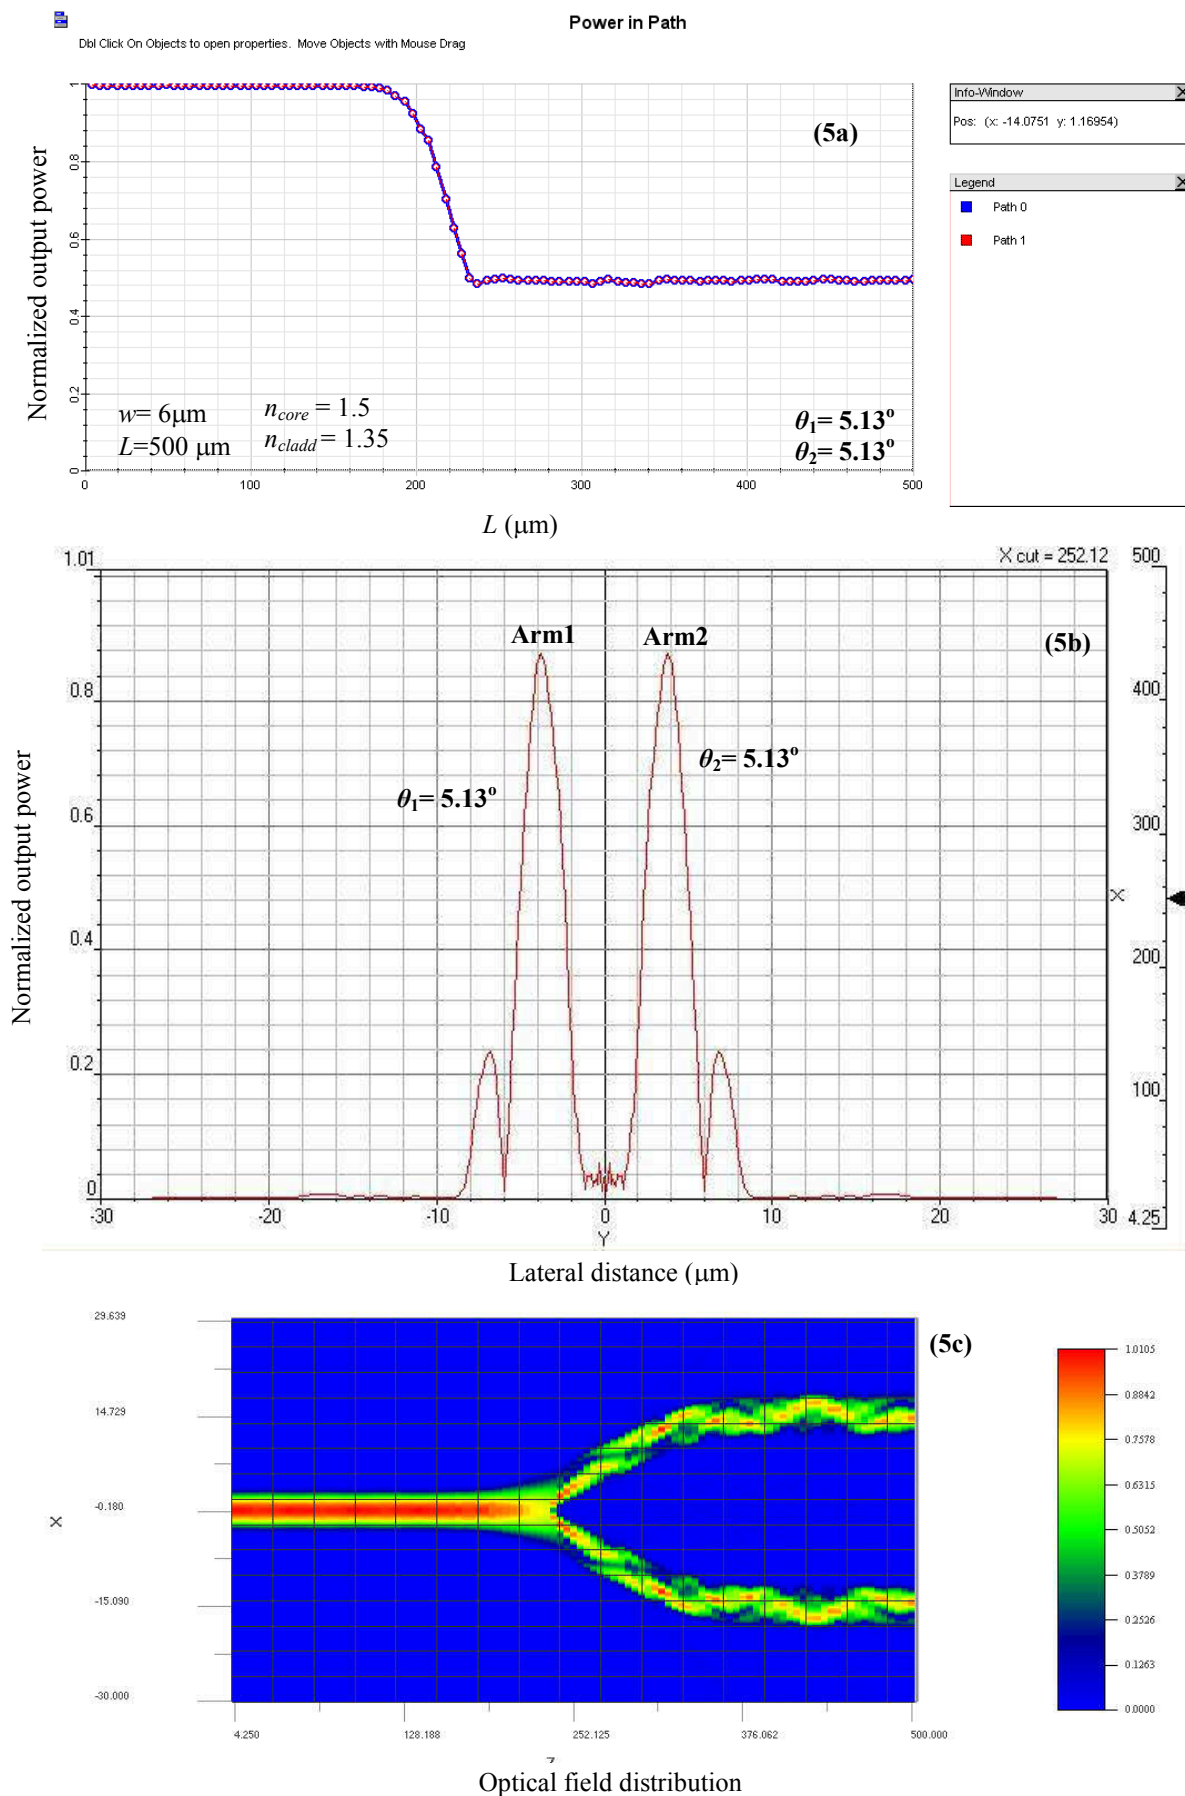 Power in Path
Dbl Click On Objects to open properties. Move Objects with Mouse Drag
Normalized output power
1
0.8
0.6
0.4
0.2
0
(5a)
w= 6μm
n_core = 1.5
L=500 μm
n_cladd = 1.35
θ1= 5.13°
θ2= 5.13°
0 100 200 300 400 500
L (μm)
Info-Window
Pos: (x: -14.0751 y: 1.16954)
Legend
Path 0
Path 1
X cut = 252.12
Normalized output power
1.01
0.8
0.6
0.4
0.2
0
Arm1
Arm2
(5b)
θ1= 5.13°
θ2= 5.13°
-30 -20 -10 0 10 20 30
Y
500
400
300
X
200
100
4.25
Lateral distance (μm)
29.639
14.729
-0.180
-15.090
-30.000
X
(5c)
4.250 128.188 252.125 376.062 500.000
Optical field distribution
1.0105
0.8842
0.7578
0.6315
0.5052
0.3789
0.2526
0.1263
0.0000